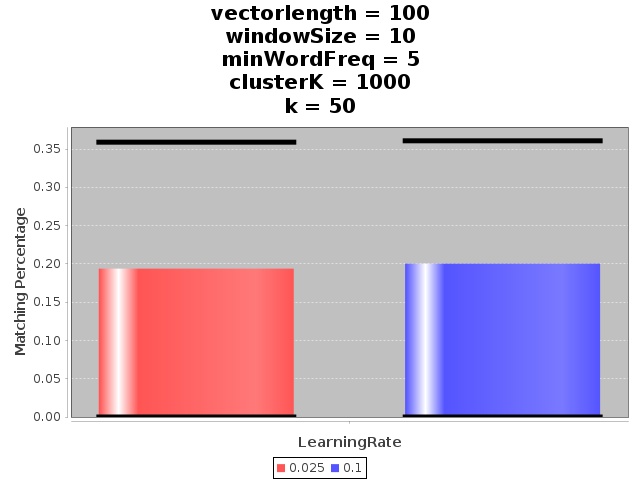 vectorlength = 100
windowSize = 10
minWordFreq = 5
clusterK = 1000
k = 50
Matching Percentage
0.35
0.30
0.25
0.20
0.15
0.10
0.05
0.00
LearningRate
0.025 0.1